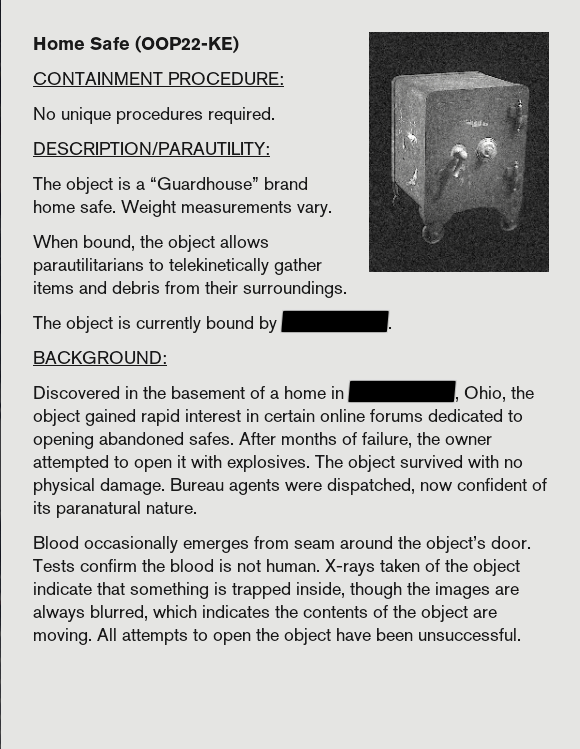 Home Safe (OOP22-KE)
CONTAINMENT PROCEDURE:
No unique procedures required.
DESCRIPTION/PARAUTILITY:
The object is a “Guardhouse” brand
home safe. Weight measurements vary.
When bound, the object allows
parautilitarians to telekinetically gather
items and debris from their surroundings.
The object is currently bound by .
BACKGROUND:
Discovered in the basement of a home in , Ohio, the
object gained rapid interest in certain online forums dedicated to
opening abandoned safes. After months of failure, the owner
attempted to open it with explosives. The object survived with no
physical damage. Bureau agents were dispatched, now confident of
its paranatural nature.
Blood occasionally emerges from seam around the object’s door.
Tests confirm the blood is not human. X-rays taken of the object
indicate that something is trapped inside, though the images are
always blurred, which indicates the contents of the object are
moving. All attempts to open the object have been unsuccessful.